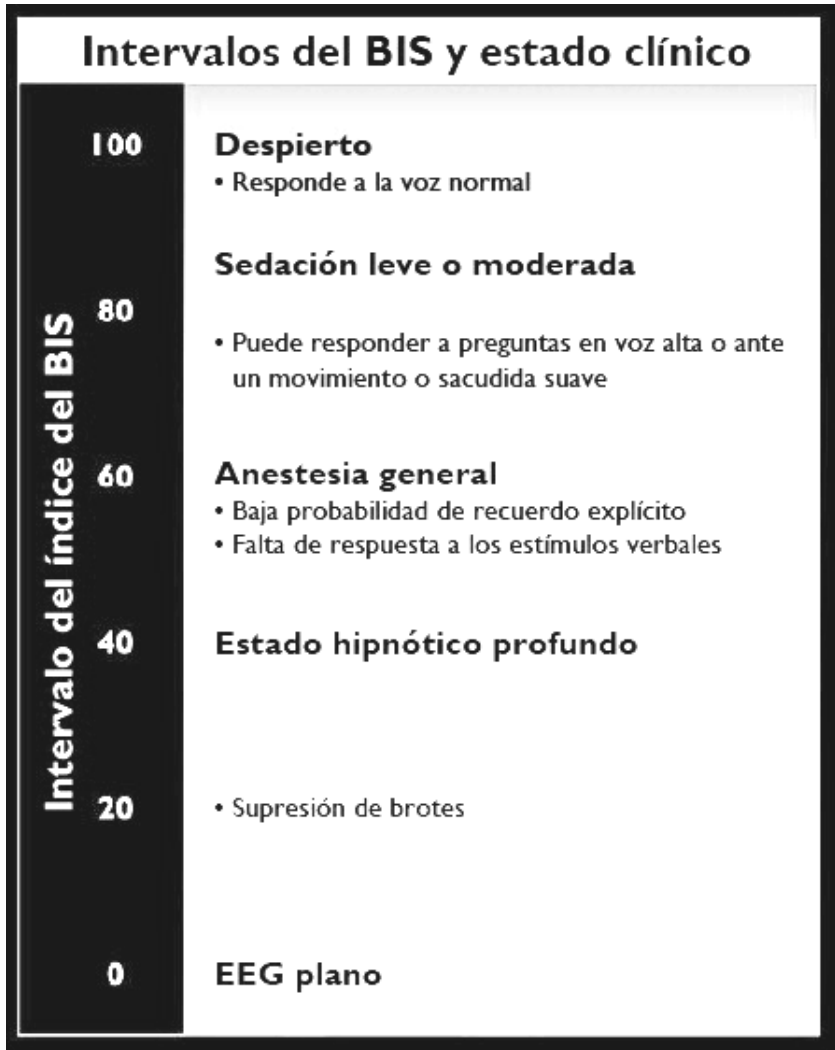 Intervalos del BIS y estado clínico
Intervalo del índice del BIS
100
Despierto
• Responde a la voz normal
Sedación leve o moderada
80
• Puede responder a preguntas en voz alta o ante
un movimiento o sacudida suave
60
Anestesia general
• Baja probabilidad de recuerdo explícito
• Falta de respuesta a los estímulos verbales
40
Estado hipnótico profundo
20
• Supresión de brotes
0
EEG plano